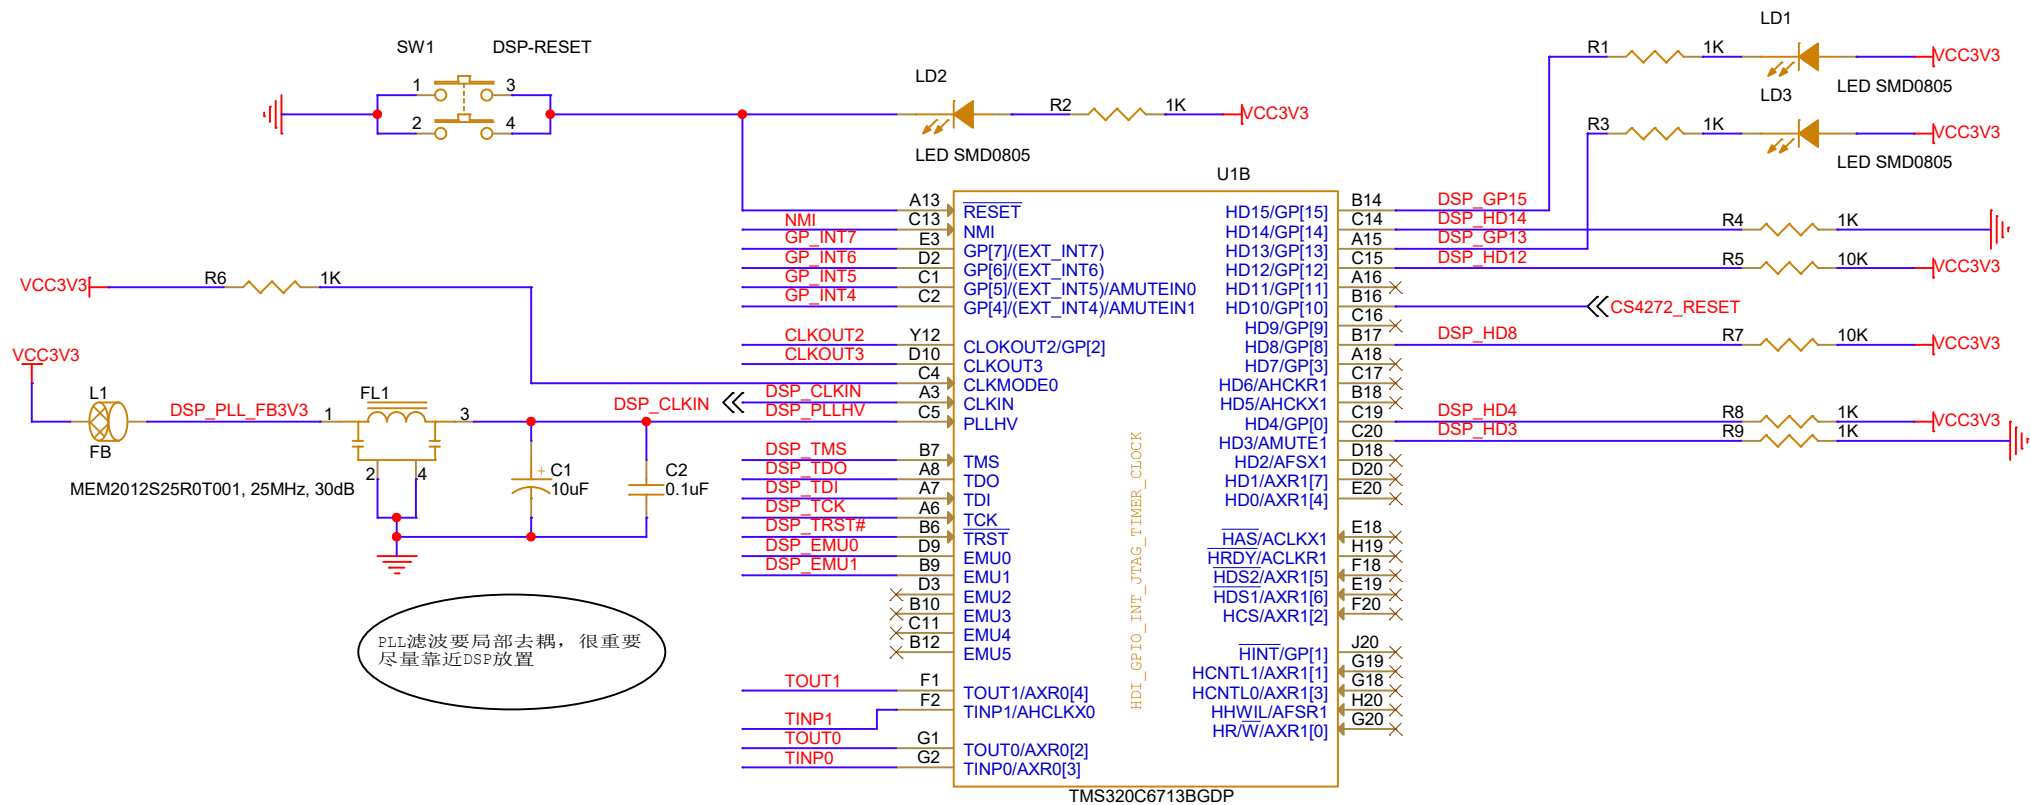 SW1 DSP-RESET
1 3
2 4
LD2
R2 1K VCC3V3
LED SMD0805
LD1
R1 1K VCC3V3
LED SMD0805
LD3
R3 1K VCC3V3
LED SMD0805
VCC3V3 R6 1K
VCC3V3
L1
FB
DSP_PLL_FB3V3
FL1
1 3
2 4
MEM2012S25R0T001, 25MHz, 30dB
+ C1
10uF
C2
0.1uF
DSP_CLKIN
PLL滤波要局部去耦，很重要
尽量靠近DSP放置
U1B
A13 RESET
NMI C13 NMI
GP_INT7 E3 GP[7]/(EXT_INT7)
GP_INT6 D2 GP[6]/(EXT_INT6)
GP_INT5 C1 GP[5]/(EXT_INT5)/AMUTEIN0
GP_INT4 C2 GP[4]/(EXT_INT4)/AMUTEIN1
CLKOUT2 Y12 CLOKOUT2/GP[2]
CLKOUT3 D10 CLKOUT3
C4 CLKMODE0
DSP_CLKIN A3 CLKIN
DSP_PLLHV C5 PLLHV
DSP_TMS B7 TMS
DSP_TDO A8 TDO
DSP_TDI A7 TDI
DSP_TCK A6 TCK
DSP_TRST# B6 TRST
DSP_EMU0 D9 EMU0
DSP_EMU1 B9 EMU1
D3 EMU2
B10 EMU3
C11 EMU4
B12 EMU5
TOUT1 F1 TOUT1/AXR0[4]
TINP1 F2 TINP1/AHCLKX0
TOUT0 G1 TOUT0/AXR0[2]
TINP0 G2 TINP0/AXR0[3]
HDI_GPIO_INT_JTAG_TIMER_CLOCK
HD15/GP[15] B14 DSP_GP15
HD14/GP[14] C14 DSP_HD14 R4 1K
HD13/GP[13] A15 DSP_GP13
HD12/GP[12] C15 DSP_HD12 R5 10K VCC3V3
HD11/GP[11] A16
HD10/GP[10] B16 CS4272_RESET
HD9/GP[9] C16
HD8/GP[8] B17 DSP_HD8 R7 10K VCC3V3
HD7/GP[3] A18
HD6/AHCKR1 C17
HD5/AHCKX1 B18
HD4/GP[0] C19 DSP_HD4 R8 1K VCC3V3
HD3/AMUTE1 C20 DSP_HD3 R9 1K
HD2/AFSX1 D18
HD1/AXR1[7] D20
HD0/AXR1[4] E20
HAS/ACLKX1 E18
HRDY/ACLKR1 H19
HDS2/AXR1[5] F18
HDS1/AXR1[6] E19
HCS/AXR1[2] F20
HINT/GP[1] J20
HCNTL1/AXR1[1] G19
HCNTL0/AXR1[3] G18
HHWIL/AFSR1 H20
HR/W/AXR1[0] G20
TMS320C6713BGDP